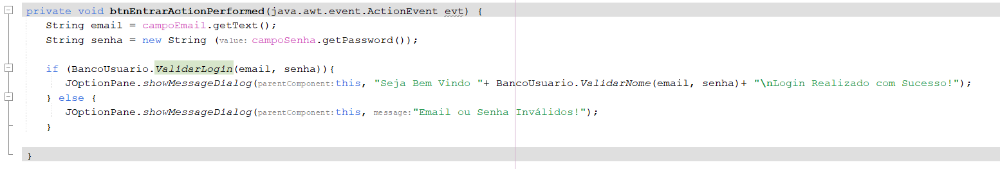 private void btnEntrarActionPerformed(java.awt.event.ActionEvent evt) {
String email = campoEmail.getText();
String senha = new String (value: campoSenha.getPassword());
if (BancoUsuario.ValidarLogin(email, senha)){
JOptionPane.showMessageDialog(parentComponent: this, "Seja Bem Vindo "+ BancoUsuario.ValidarNome(email, senha)+ "\nLogin Realizado com Sucesso!");
} else {
JOptionPane.showMessageDialog(parentComponent: this, message: "Email ou Senha Inválidos!");
}
}